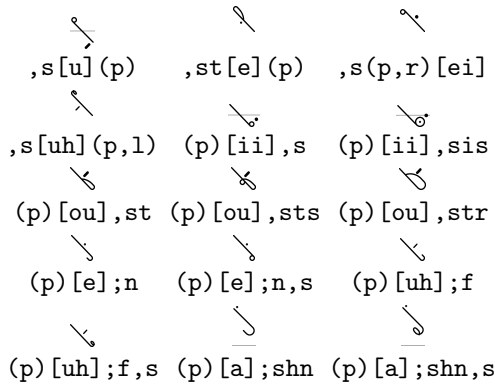 ,s[u](p) ,st[e](p) ,s(p,r)[ei]
,s[uh](p,l) (p)[ii],s (p)[ii],sis
(p)[ou],st (p)[ou],sts (p)[ou],str
(p)[e];n (p)[e];n,s (p)[uh];f
(p)[uh];f,s (p)[a];shn (p)[a];shn,s